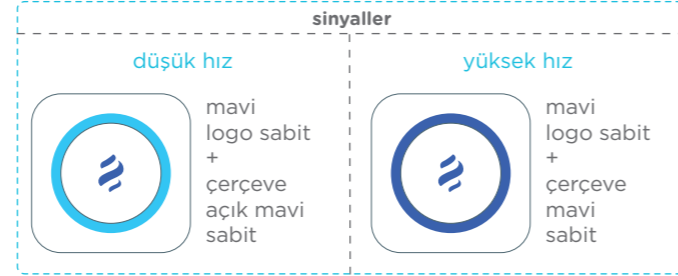 sinyaller
düşük hız
mavi
logo sabit
+
çerçeve
açık mavi
sabit
yüksek hız
mavi
logo sabit
+
çerçeve
mavi
sabit